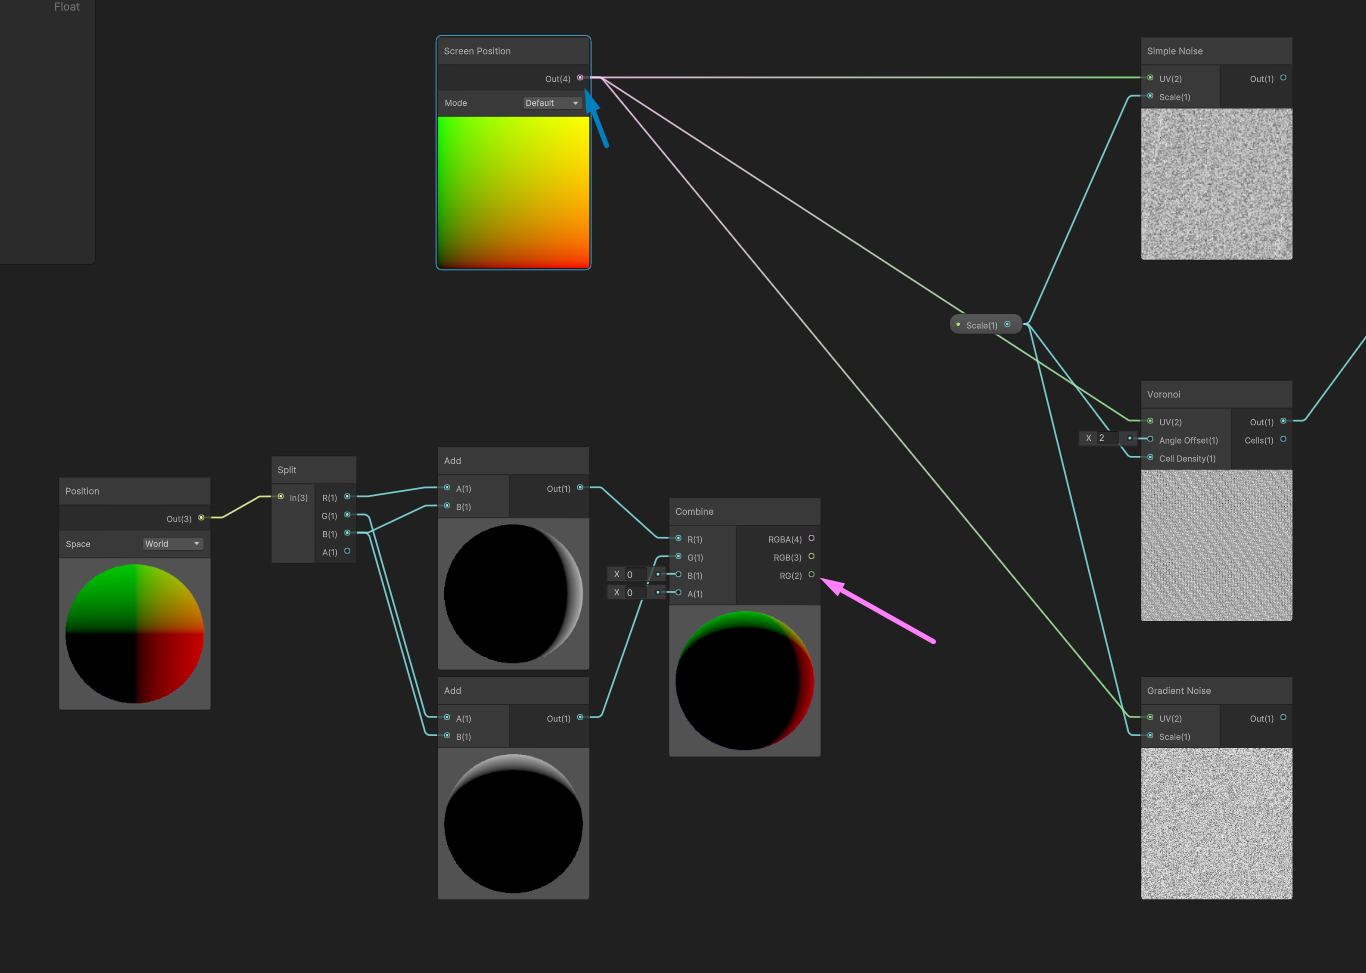 Float
Screen Position
Out(4)
Mode
Default
Simple Noise
UV(2)
Out(1)
Scale(1)
Scale(1)
Voronoi
UV(2)
Out(1)
X 2
Angle Offset(1)
Cells(1)
Cell Density(1)
Position
Out(3)
Space
World
Split
In(3)
R(1)
G(1)
B(1)
A(1)
Add
A(1)
Out(1)
B(1)
Add
A(1)
Out(1)
B(1)
Combine
R(1)
RGBA(4)
G(1)
RGB(3)
X 0
B(1)
RG(2)
X 0
A(1)
Gradient Noise
UV(2)
Out(1)
Scale(1)